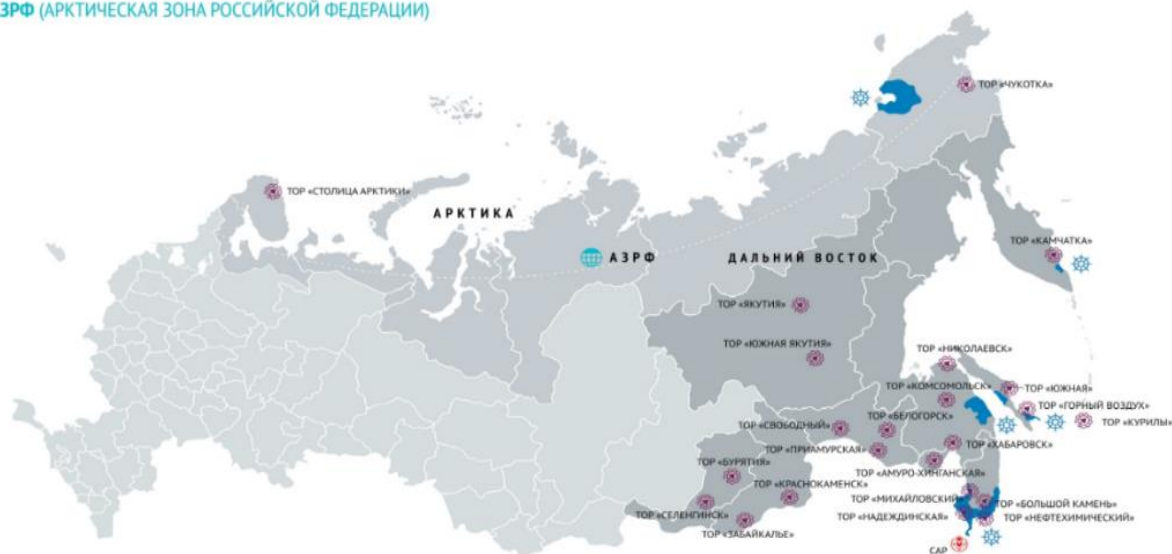 ЗРФ (АРКТИЧЕСКАЯ ЗОНА РОССИЙСКОЙ ФЕДЕРАЦИИ)
ТОР «ЧУКОТКА»
ТОР «СТОЛИЦА АРКТИКИ»
АРКТИКА
ТОР «КАМЧАТКА»
АЗРФ
ДАЛЬНИЙ ВОСТОК
ТОР «ЯКУТИЯ»
ТОР «ЮЖНАЯ ЯКУТИЯ»
ТОР «НИКОЛАЕВСК»
ТОР «КОМСОМОЛЬСК»
ТОР «ЮЖНАЯ»
ТОР «ГОРНЫЙ ВОЗДУХ»
ТОР «БЕЛОГОРСК»
ТОР «КУРИЛЫ»
ТОР «СВОБОДНЫЙ»
ТОР «ХАБАРОВСК»
ТОР «ПРИАМУРСКАЯ»
ТОР «БУРЯТИЯ»
ТОР «АМУРО-ХИНГАНСКАЯ»
ТОР «КРАСНОКАМЕНСК»
ТОР «МИХАЙЛОВСКИЙ»
ТОР «БОЛЬШОЙ КАМЕНЬ»
ТОР «СЕЛЕНГИНСК»
ТОР «НАДЕЖДИНСКАЯ»
ТОР «НЕФТЕХИМИЧЕСКИЙ»
ТОР «ЗАБАЙКАЛЬЕ»
САР